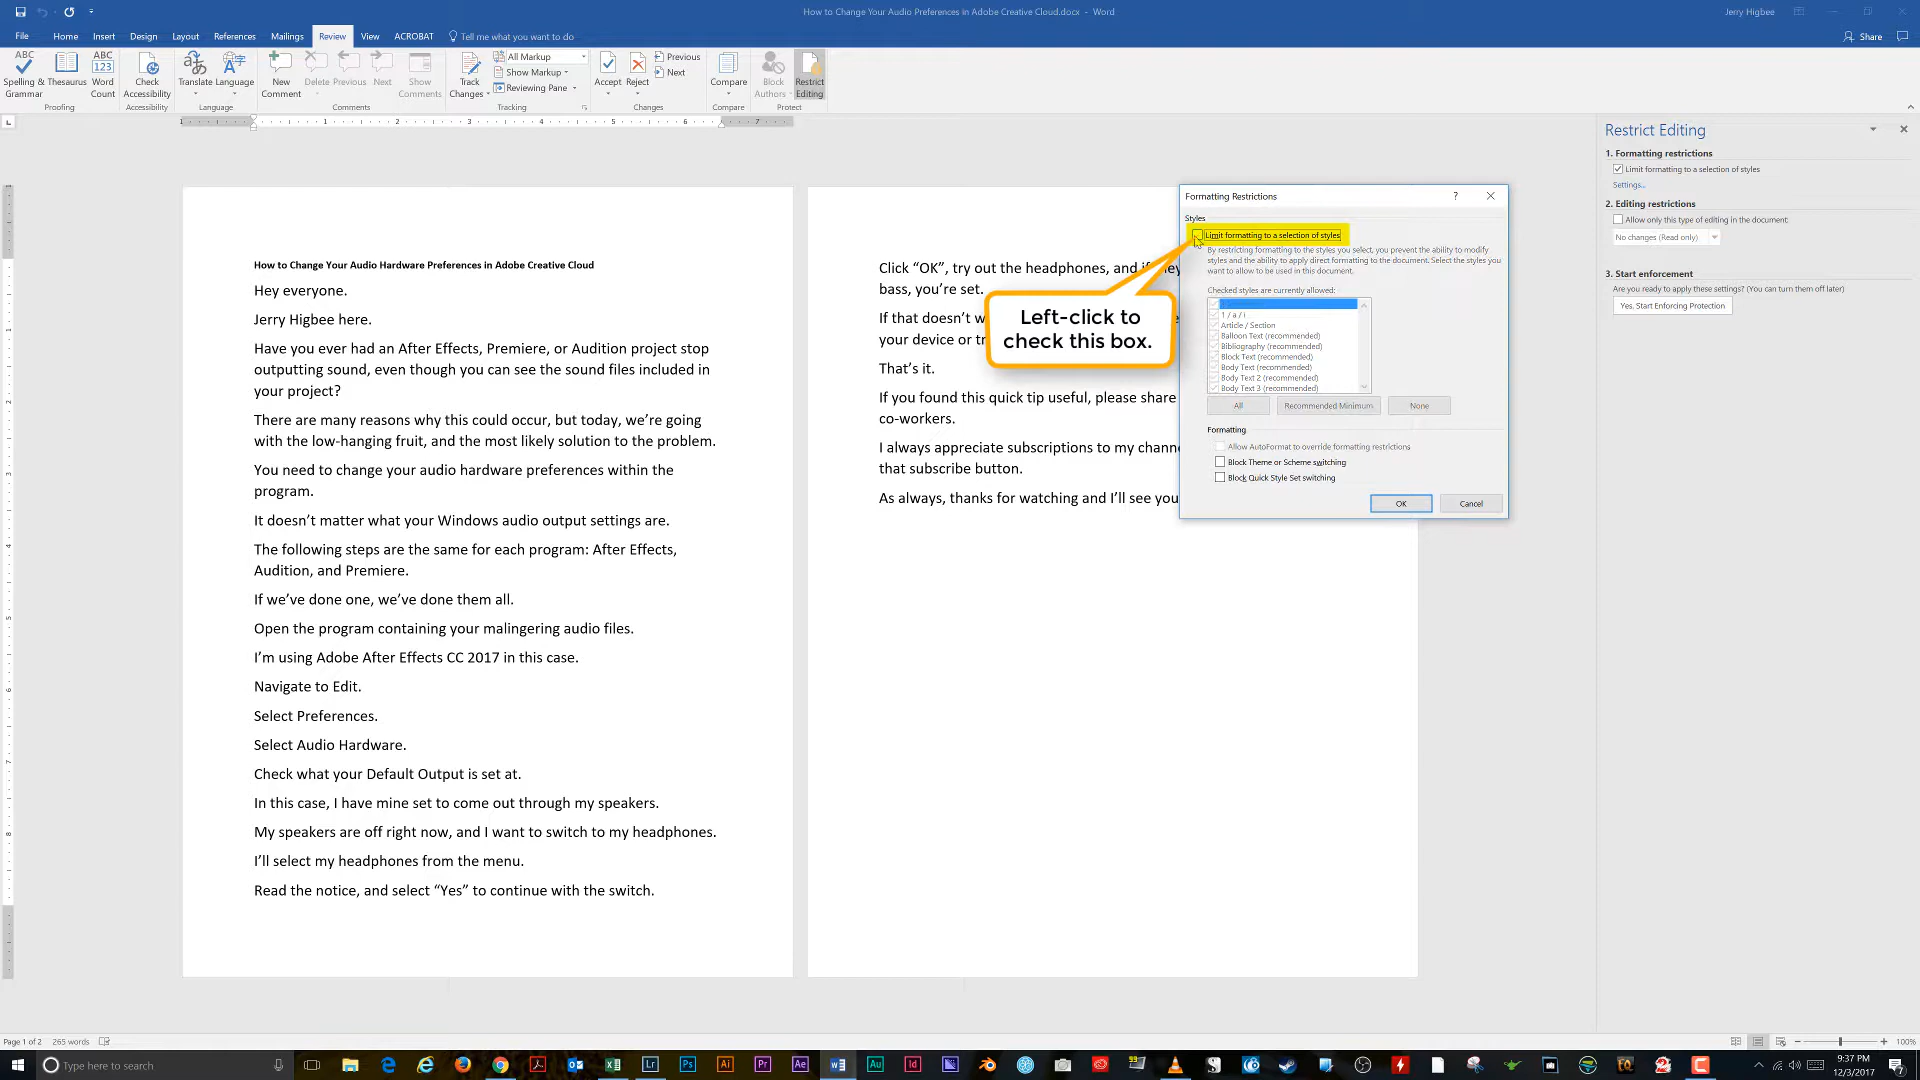 How to Change Your Audio Preferences in Adobe Creative Cloud.docx - Word
Jerry Higbee
File Home Insert Design Layout References Mailings Review View ACROBAT Tell me what you want to do
Share
Spelling & Grammar
Thesaurus
Word Count
Proofing
Check Accessibility
Accessibility
Translate
Language
Language
New Comment
Delete
Previous
Next
Show Comments
Comments
Track Changes
All Markup
Show Markup
Reviewing Pane
Tracking
Accept
Reject
Previous
Next
Changes
Compare
Compare
Block Authors
Restrict Editing
Protect
How to Change Your Audio Hardware Preferences in Adobe Creative Cloud
Hey everyone.
Jerry Higbee here.
Have you ever had an After Effects, Premiere, or Audition project stop
outputting sound, even though you can see the sound files included in
your project?
There are many reasons why this could occur, but today, we’re going
with the low-hanging fruit, and the most likely solution to the problem.
You need to change your audio hardware preferences within the
program.
It doesn’t matter what your Windows audio output settings are.
The following steps are the same for each program: After Effects,
Audition, and Premiere.
If we’ve done one, we’ve done them all.
Open the program containing your malingering audio files.
I’m using Adobe After Effects CC 2017 in this case.
Navigate to Edit.
Select Preferences.
Select Audio Hardware.
Check what your Default Output is set at.
In this case, I have mine set to come out through my speakers.
My speakers are off right now, and I want to switch to my headphones.
I’ll select my headphones from the menu.
Read the notice, and select “Yes” to continue with the switch.
Click “OK”, try out the headphones, and if
bass, you’re set.
If that doesn’t
your device or
That’s it.
If you found this quick tip useful, please share
co-workers.
I always appreciate subscriptions to my
that subscribe button.
As always, thanks for watching and I’ll see you
Left-click to
check this box.
Formatting Restrictions
Styles
Limit formatting to a selection of styles
By restricting formatting to the styles you select, you prevent the ability to modify
styles and the ability to apply direct formatting to the document. Select the styles you
want to allow to be used in this document.
Checked styles are currently allowed:
1 / a / i
Article / Section
Balloon Text (recommended)
Bibliography (recommended)
Block Text (recommended)
Body Text (recommended)
Body Text 2 (recommended)
Body Text 3 (recommended)
All Recommended Minimum None
Formatting
Allow AutoFormat to override formatting restrictions
Block Theme or Scheme switching
Block Quick Style Set switching
OK Cancel
Restrict Editing
1. Formatting restrictions
Limit formatting to a selection of styles
Settings...
2. Editing restrictions
Allow only this type of editing in the document:
No changes (Read only)
3. Start enforcement
Are you ready to apply these settings? (You can turn them off later)
Yes, Start Enforcing Protection
Page 1 of 2 265 words
100%
Type here to search
9:37 PM
12/3/2017